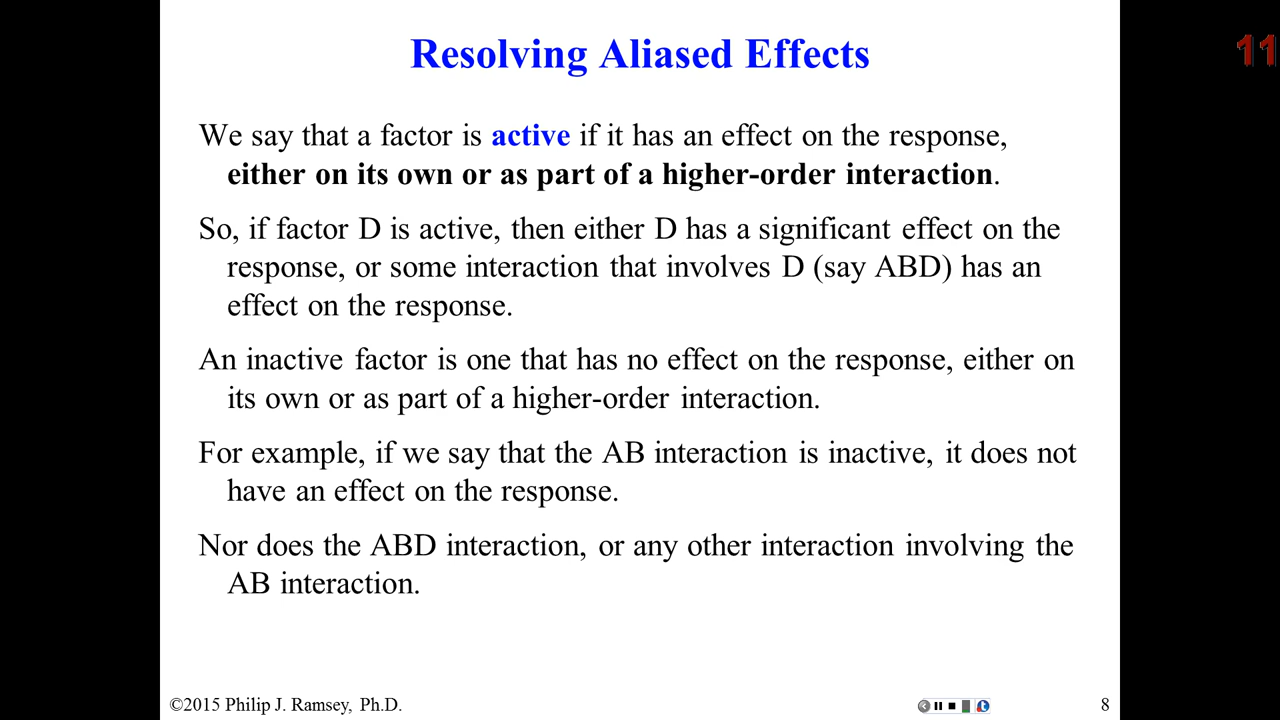 Resolving Aliased Effects
11
We say that a factor is active if it has an effect on the response,
either on its own or as part of a higher-order interaction.
So, if factor D is active, then either D has a significant effect on the
response, or some interaction that involves D (say ABD) has an
effect on the response.
An inactive factor is one that has no effect on the response, either on
its own or as part of a higher-order interaction.
For example, if we say that the AB interaction is inactive, it does not
have an effect on the response.
Nor does the ABD interaction, or any other interaction involving the
AB interaction.
©2015 Philip J. Ramsey, Ph.D.
8